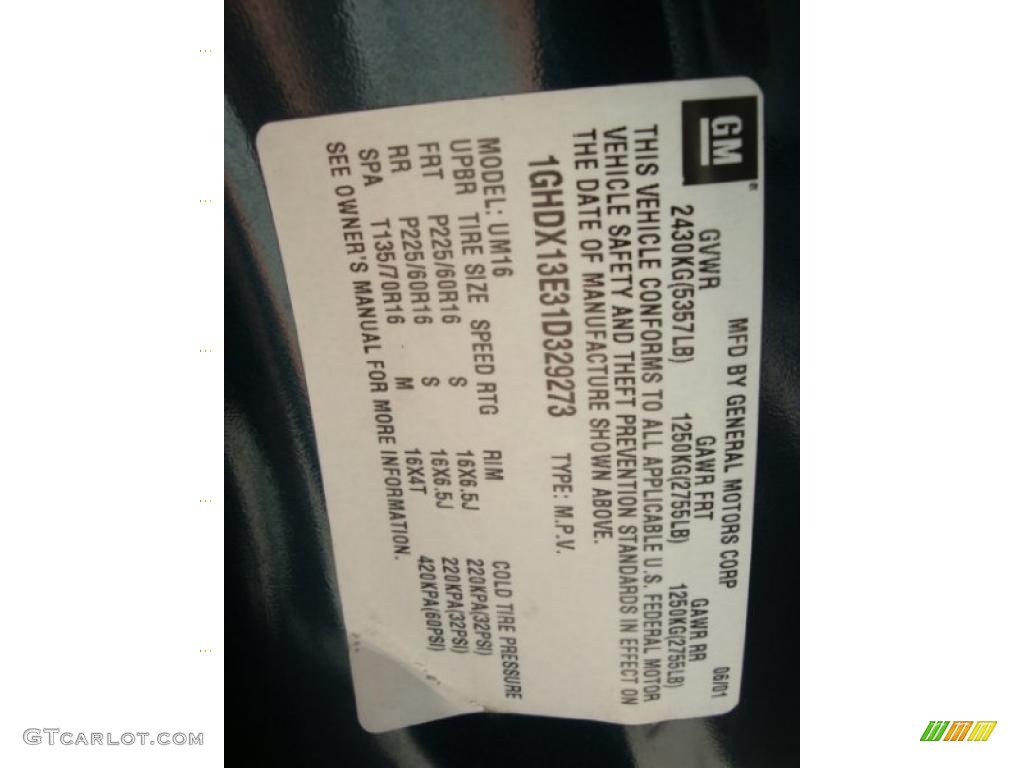 GM
®
MFD BY GENERAL MOTORS CORP 06/01
GVWR GAWR FRT GAWR RR
2430KG(5357LB) 1250KG(2755LB) 1250KG(2755LB)
THIS VEHICLE CONFORMS TO ALL APPLICABLE U.S. FEDERAL MOTOR
VEHICLE SAFETY AND THEFT PREVENTION STANDARDS IN EFFECT ON
THE DATE OF MANUFACTURE SHOWN ABOVE.
1GHDX13E31D329273 TYPE: M.P.V.
MODEL: UM16
UPBR TIRE SIZE SPEED RTG RIM COLD TIRE PRESSURE
FRT P225/60R16 S 16X6.5J 220KPA(32PSI)
RR P225/60R16 S 16X6.5J 220KPA(32PSI)
SPA T135/70R16 M 16X4T 420KPA(60PSI)
SEE OWNER'S MANUAL FOR MORE INFORMATION.
GTCARLOT.COM